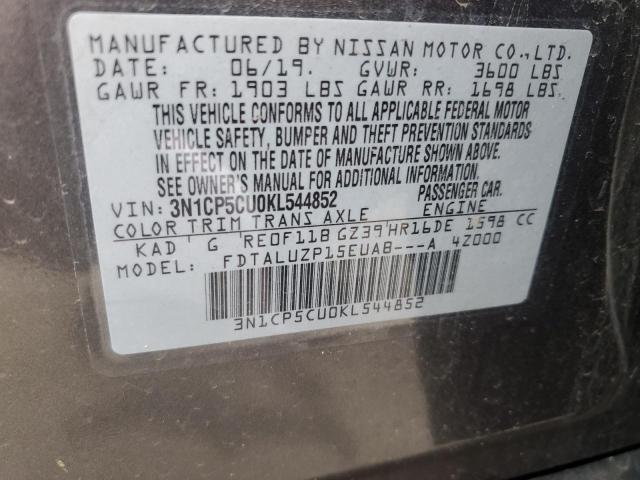 MANUFACTURED BY NISSAN MOTOR CO., LTD.
DATE: 06/19. GVWR: 3600 LBS
GAWR FR: 1903 LBS GAWR RR: 1698 LBS.
THIS VEHICLE CONFORMS TO ALL APPLICABLE FEDERAL MOTOR
VEHICLE SAFETY, BUMPER AND THEFT PREVENTION STANDARDS
IN EFFECT ON THE DATE OF MANUFACTURE SHOWN ABOVE.
SEE OWNER'S MANUAL FOR ADDITIONAL INFORMATION.
VIN: 3N1CP5CU0KL544852 PASSENGER CAR.
COLOR TRIM TRANS AXLE ENGINE
KAD G RE0F11B GZ39 HR16DE 1598 CC
MODEL: FDTALUZP15EUAB---A 4Z000
3N1CP5CU0KL544852